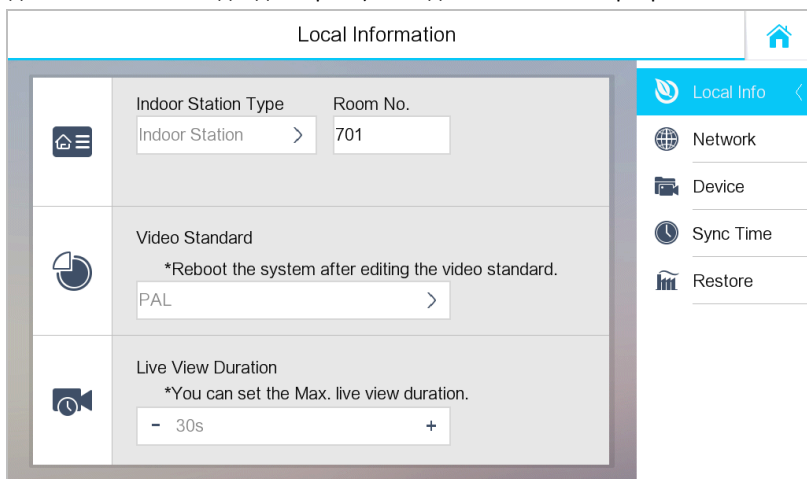 Local Information
Local Info
Network
Device
Sync Time
Restore
Indoor Station Type Room No.
Indoor Station 701
Video Standard
*Reboot the system after editing the video standard.
PAL
Live View Duration
*You can set the Max. live view duration.
- 30s +